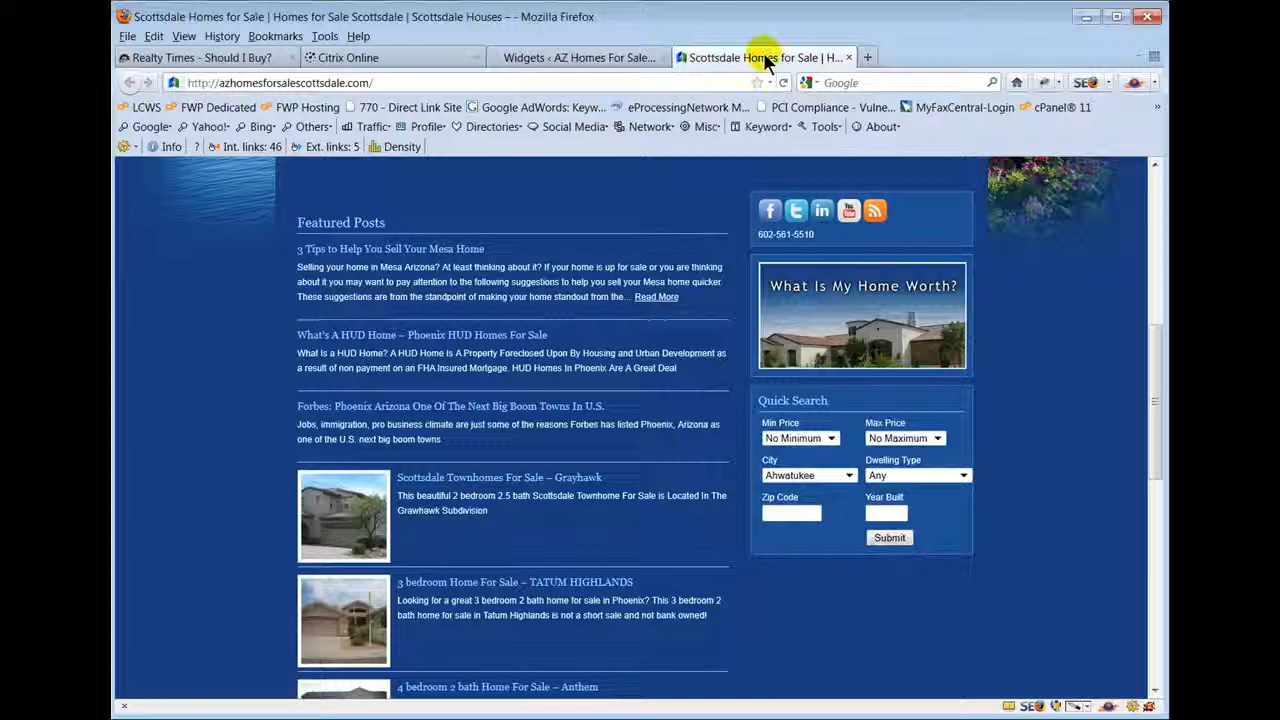 Scottsdale Homes for Sale | Homes for Sale Scottsdale | Scottsdale Houses – - Mozilla Firefox
File Edit View History Bookmarks Tools Help
Realty Times - Should I Buy? Citrix Online Widgets ‹ AZ Homes For Sale... Scottsdale Homes for Sale | H...
http://azhomesforsalescottsdale.com/ Google SEO
LCWS FWP Dedicated FWP Hosting 770 - Direct Link Site Google AdWords: Keyw... eProcessingNetwork M... PCI Compliance - Vulne... MyFaxCentral-Login cPanel® 11
Google Yahoo! Bing Others Traffic Profile Directories Social Media Network Misc Keyword Tools About
Info ? Int. links: 46 Ext. links: 5 Density
Featured Posts
3 Tips to Help You Sell Your Mesa Home
Selling your home in Mesa Arizona? At least thinking about it? If your home is up for sale or you are thinking
about it you may want to pay attention to the following suggestions to help you sell your Mesa home quicker.
These suggestions are from the standpoint of making your home standout from the... Read More
What's A HUD Home – Phoenix HUD Homes For Sale
What Is a HUD Home? A HUD Home Is A Property Foreclosed Upon By Housing and Urban Development as
a result of non payment on an FHA Insured Mortgage. HUD Homes In Phoenix Are A Great Deal
Forbes: Phoenix Arizona One Of The Next Big Boom Towns In U.S.
Jobs, immigration, pro business climate are just some of the reasons Forbes has listed Phoenix, Arizona as
one of the U.S. next big boom towns
Scottsdale Townhomes For Sale – Grayhawk
This beautiful 2 bedroom 2.5 bath Scottsdale Townhome For Sale is Located In The
Grawhawk Subdivision
3 bedroom Home For Sale – TATUM HIGHLANDS
Looking for a great 3 bedroom 2 bath home for sale in Phoenix? This 3 bedroom 2
bath home for sale in Tatum Highlands is not a short sale and not bank owned!
4 bedroom 2 bath Home For Sale – Anthem
You Tube
602-561-5510
What Is My Home Worth?
Quick Search
Min Price Max Price
No Minimum No Maximum
City Dwelling Type
Ahwatukee Any
Zip Code Year Built
Submit
SEO